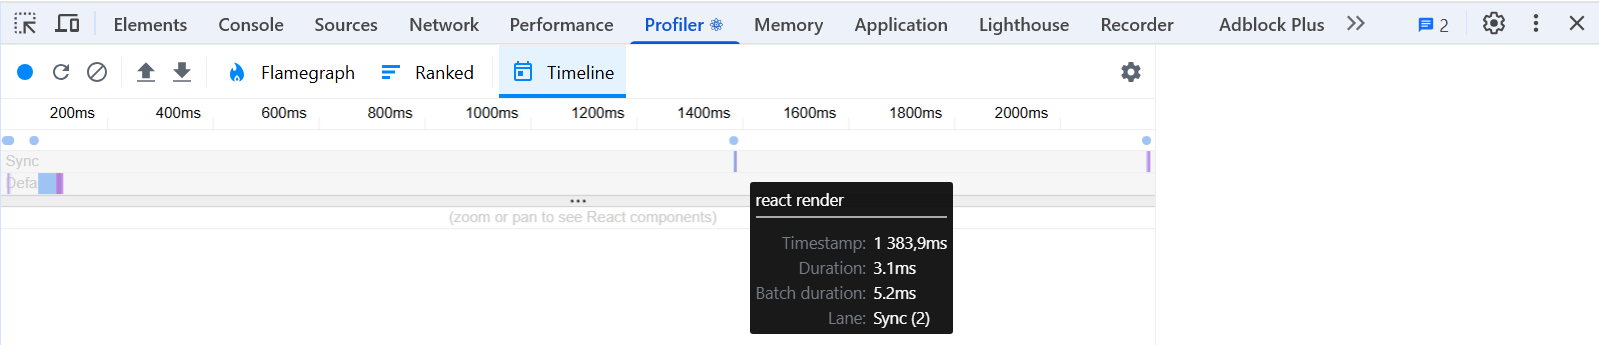 Elements Console Sources Network Performance Profiler Memory Application Lighthouse Recorder Adblock Plus 2
Flamegraph Ranked Timeline
200ms 400ms 600ms 800ms 1000ms 1200ms 1400ms 1600ms 1800ms 2000ms
Sync
Defa
(zoom or pan to see React components)
react render
Timestamp: 1 383,9ms
Duration: 3.1ms
Batch duration: 5.2ms
Lane: Sync (2)